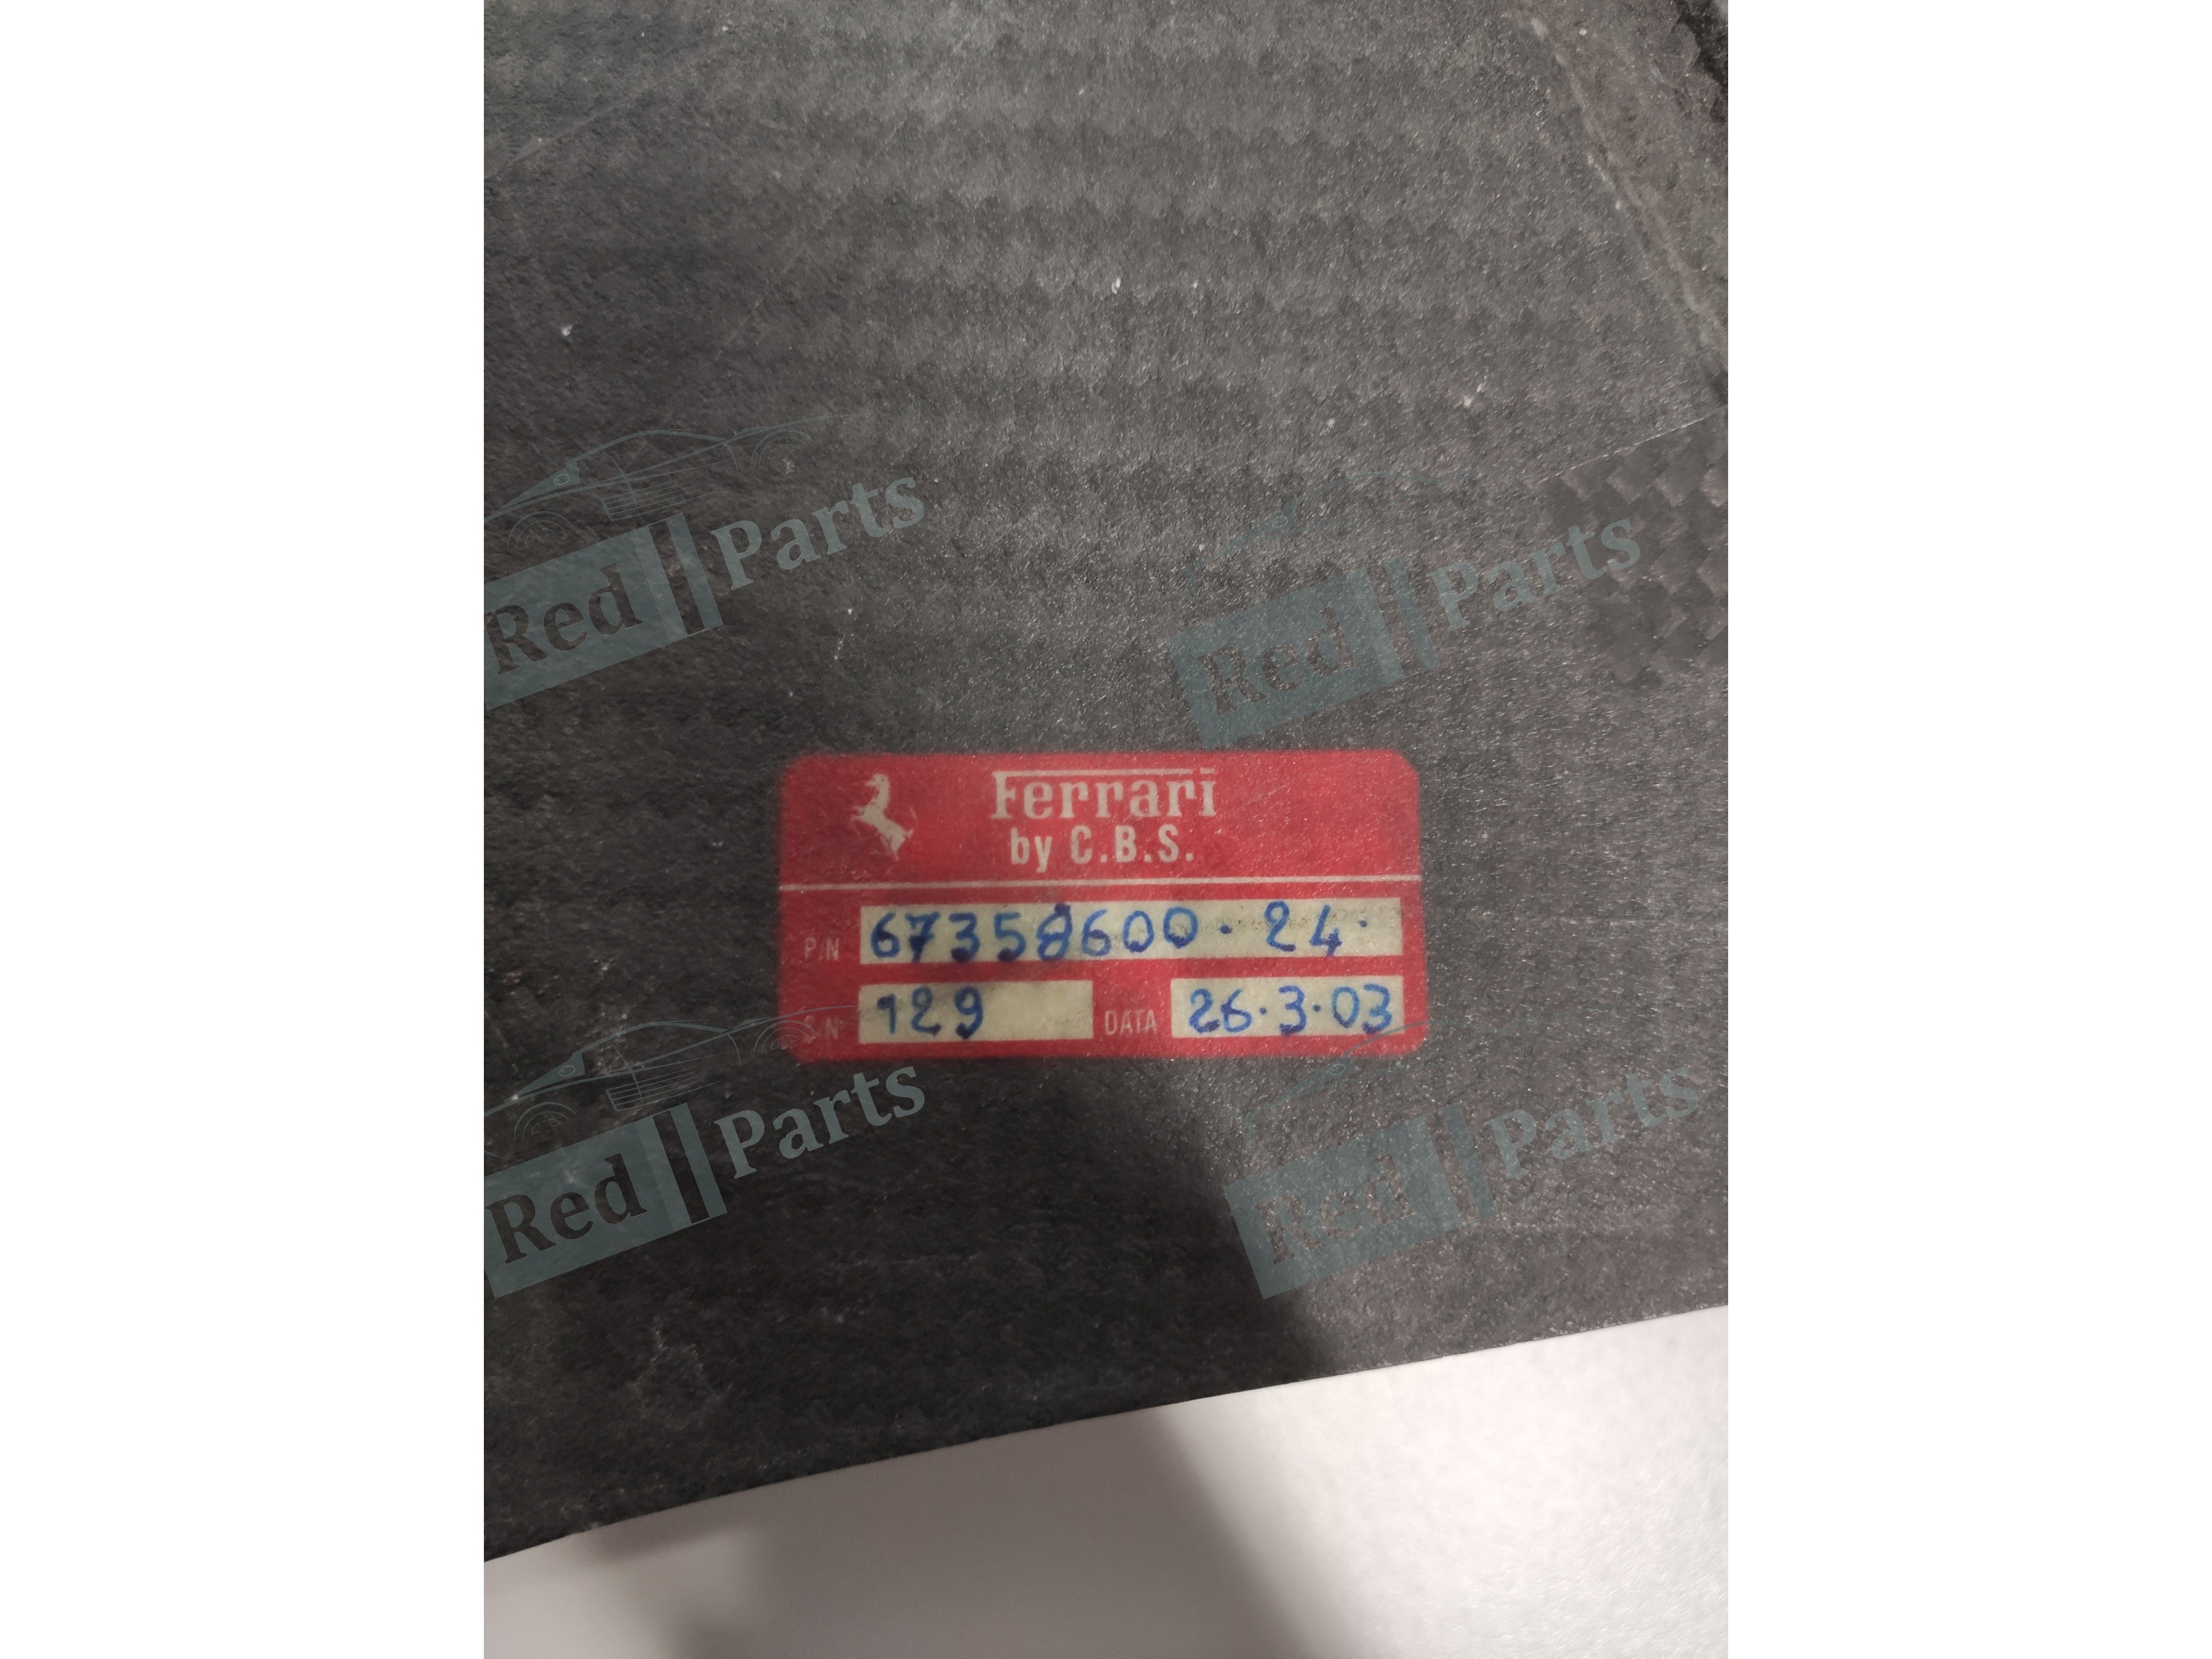 Red Parts
Red Parts
Ferrari
by C.B.S.
P.N 67358600.24.
S.N 129 DATA 26.3.03
Red Parts
Red Parts